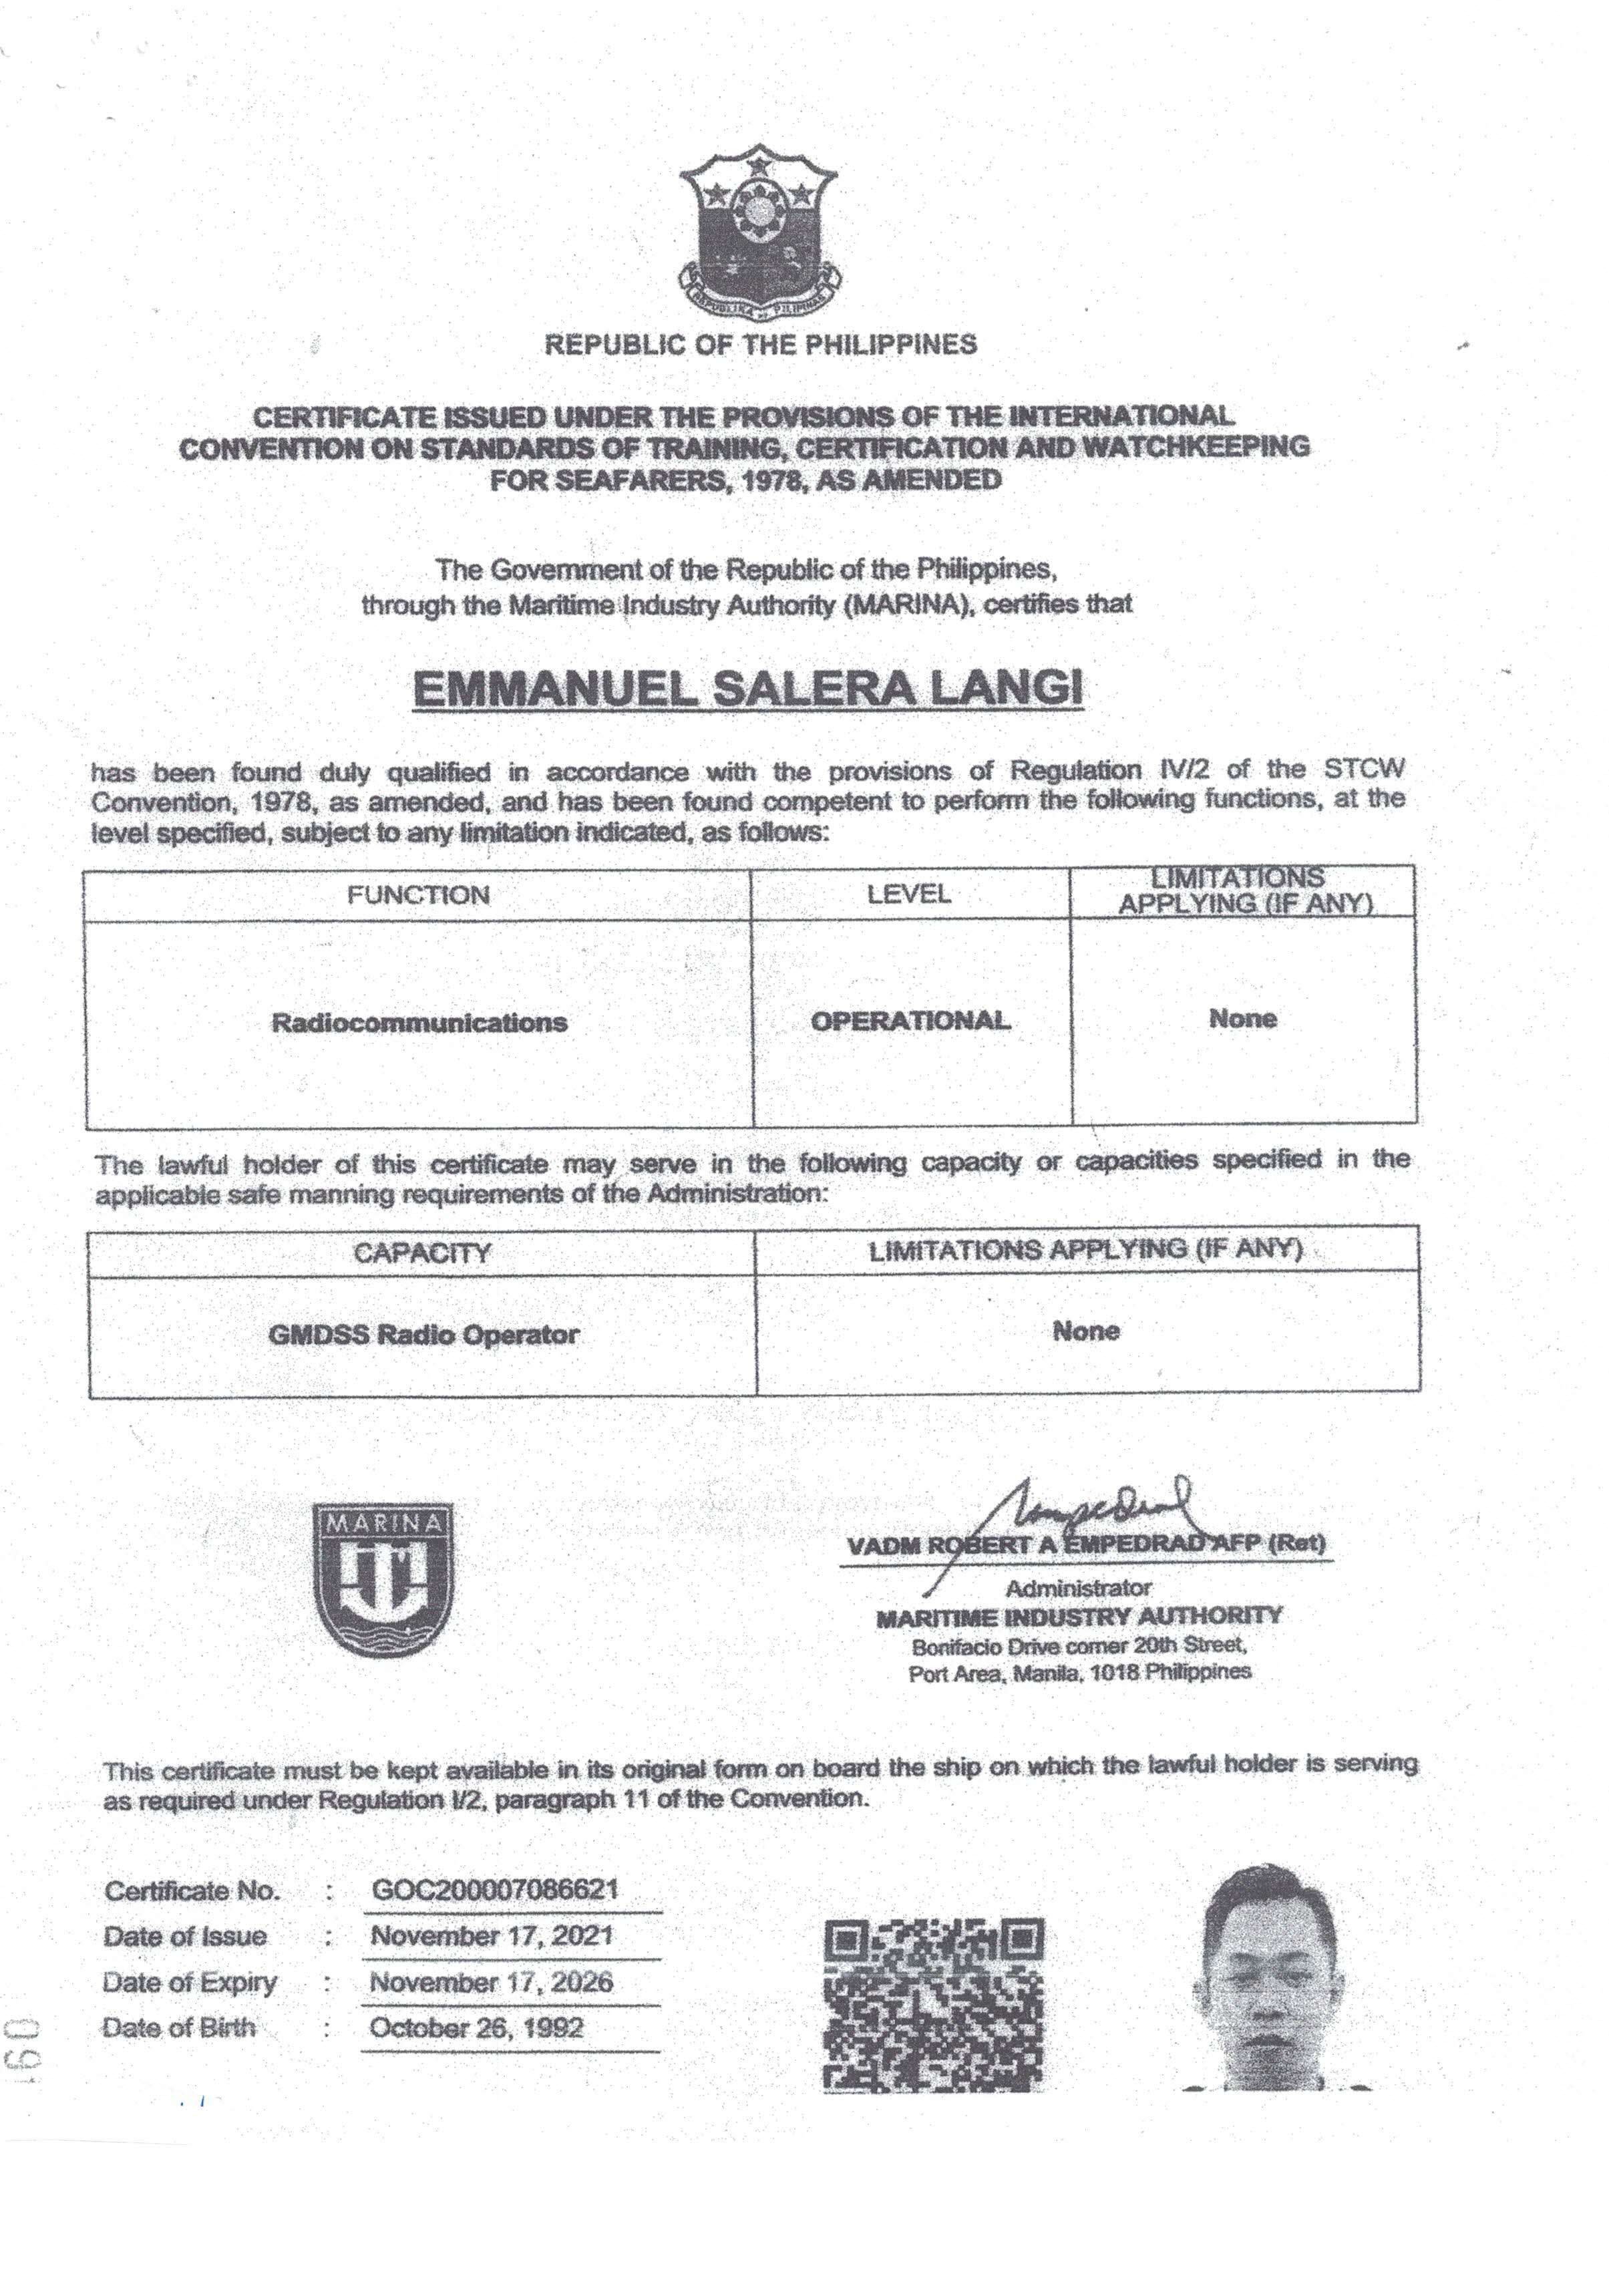 REPUBLIKA NG PILIPINAS
REPUBLIC OF THE PHILIPPINES
CERTIFICATE ISSUED UNDER THE PROVISIONS OF THE INTERNATIONAL
CONVENTION ON STANDARDS OF TRAINING, CERTIFICATION AND WATCHKEEPING
FOR SEAFARERS, 1978, AS AMENDED
The Government of the Republic of the Philippines,
through the Maritime Industry Authority (MARINA), certifies that
EMMANUEL SALERA LANGI
has been found duly qualified in accordance with the provisions of Regulation IV/2 of the STCW
Convention, 1978, as amended, and has been found competent to perform the following functions, at the
level specified, subject to any limitation indicated, as follows:
FUNCTION LEVEL LIMITATIONS
APPLYING (IF ANY)
Radiocommunications OPERATIONAL None
The lawful holder of this certificate may serve in the following capacity or capacities specified in the
applicable safe manning requirements of the Administration:
CAPACITY LIMITATIONS APPLYING (IF ANY)
GMDSS Radio Operator None
MARINA
VADM ROBERT A EMPEDRAD AFP (Ret)
Administrator
MARITIME INDUSTRY AUTHORITY
Bonifacio Drive corner 20th Street,
Port Area, Manila, 1018 Philippines
This certificate must be kept available in its original form on board the ship on which the lawful holder is serving
as required under Regulation I/2, paragraph 11 of the Convention.
Certificate No. : GOC200007086621
Date of Issue : November 17, 2021
Date of Expiry : November 17, 2026
Date of Birth : October 26, 1992